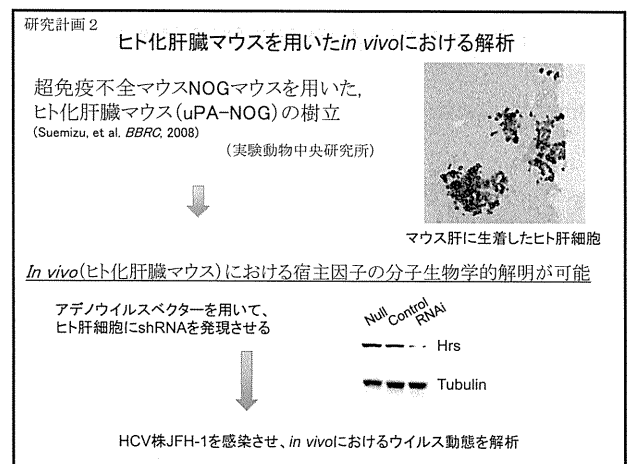 研究計画２
ヒト化肝臓マウスを用いたin vivoにおける解析
超免疫不全マウスNOGマウスを用いた,
ヒト化肝臓マウス(uPA-NOG)の樹立
(Suemizu, et al. BBRC, 2008)
(実験動物中央研究所)
マウス肝に生着したヒト肝細胞
In vivo(ヒト化肝臓マウス)における宿主因子の分子生物学的解明が可能
アデノウイルスベクターを用いて、
ヒト肝細胞にshRNAを発現させる
Null Control RNAi
Hrs
Tubulin
HCV株JFH-1を感染させ、in vivoにおけるウイルス動態を解析